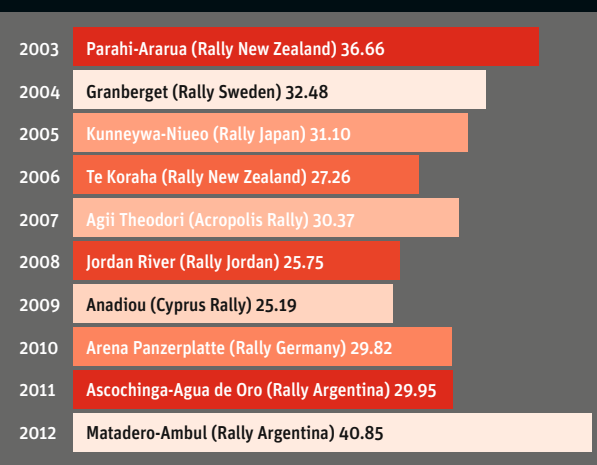 2003 Parahi-Ararua (Rally New Zealand) 36.66
2004 Granberget (Rally Sweden) 32.48
2005 Kunneywa-Niueo (Rally Japan) 31.10
2006 Te Koraha (Rally New Zealand) 27.26
2007 Agii Theodori (Acropolis Rally) 30.37
2008 Jordan River (Rally Jordan) 25.75
2009 Anadiou (Cyprus Rally) 25.19
2010 Arena Panzerplatte (Rally Germany) 29.82
2011 Ascochinga-Agua de Oro (Rally Argentina) 29.95
2012 Matadero-Ambul (Rally Argentina) 40.85